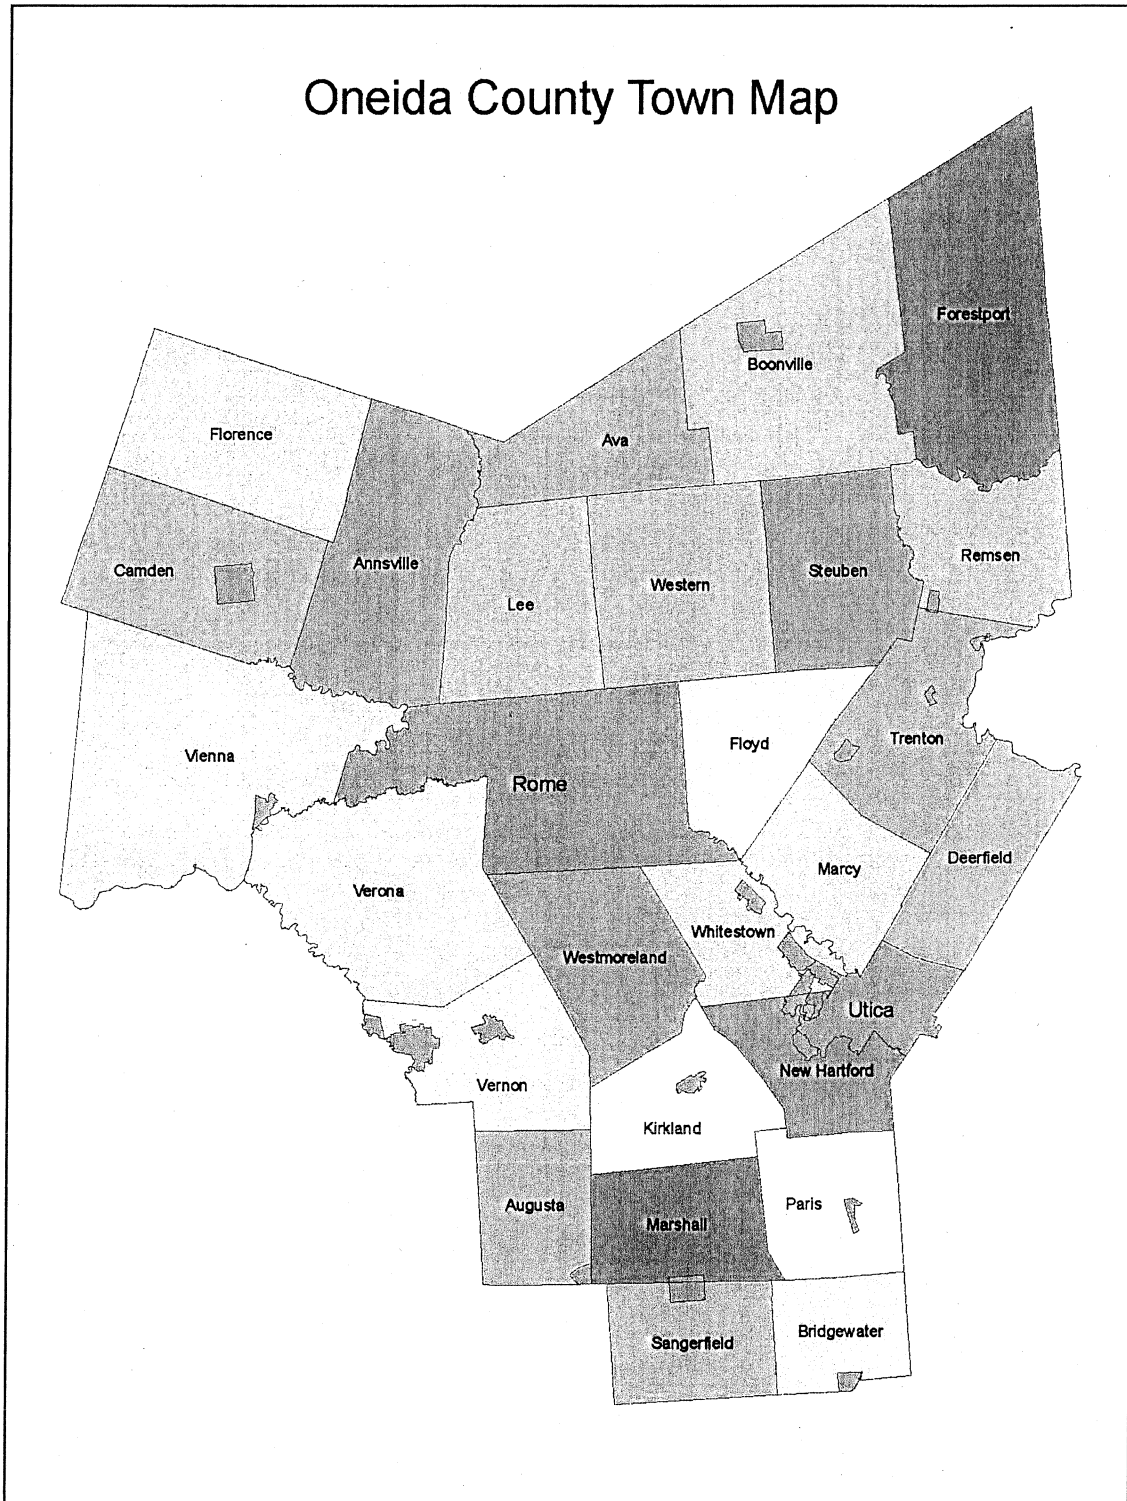 Oneida County Town Map
Forestport
Boonville
Florence
Ava
Camden
Annsville
Lee
Western
Steuben
Remsen
Vienna
Rome
Floyd
Trenton
Verona
Marcy
Deerfield
Whitestown
Westmoreland
Utica
New Hartford
Vernon
Kirkland
Augusta
Marshall
Paris
Sangerfield
Bridgewater